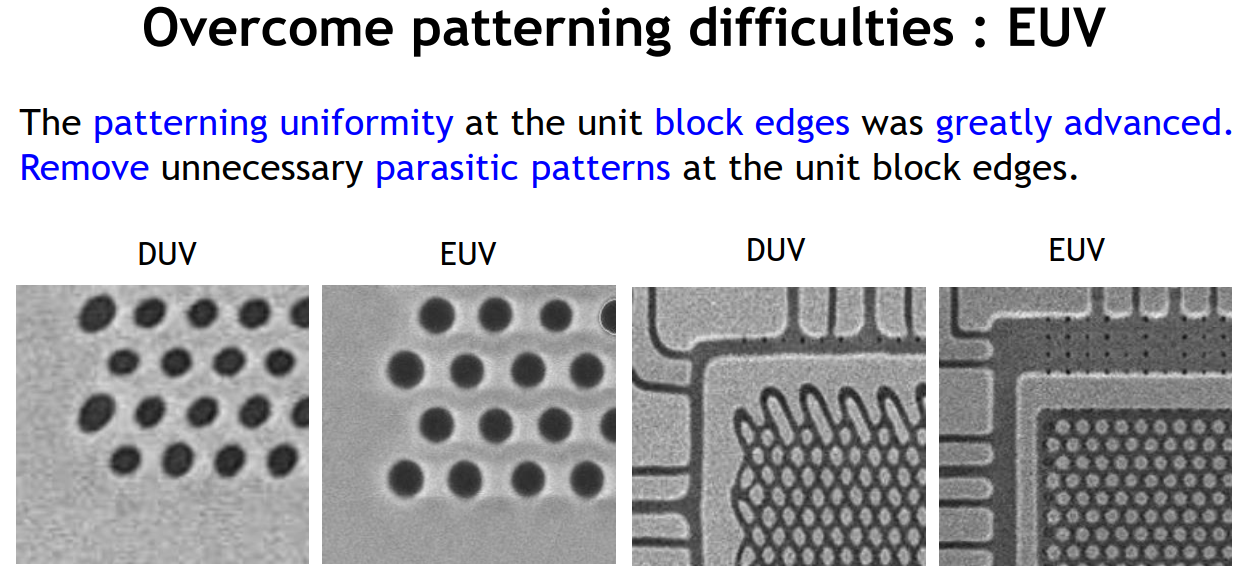 Overcome patterning difficulties : EUV
The patterning uniformity at the unit block edges was greatly advanced.
Remove unnecessary parasitic patterns at the unit block edges.
DUV
EUV
DUV
EUV